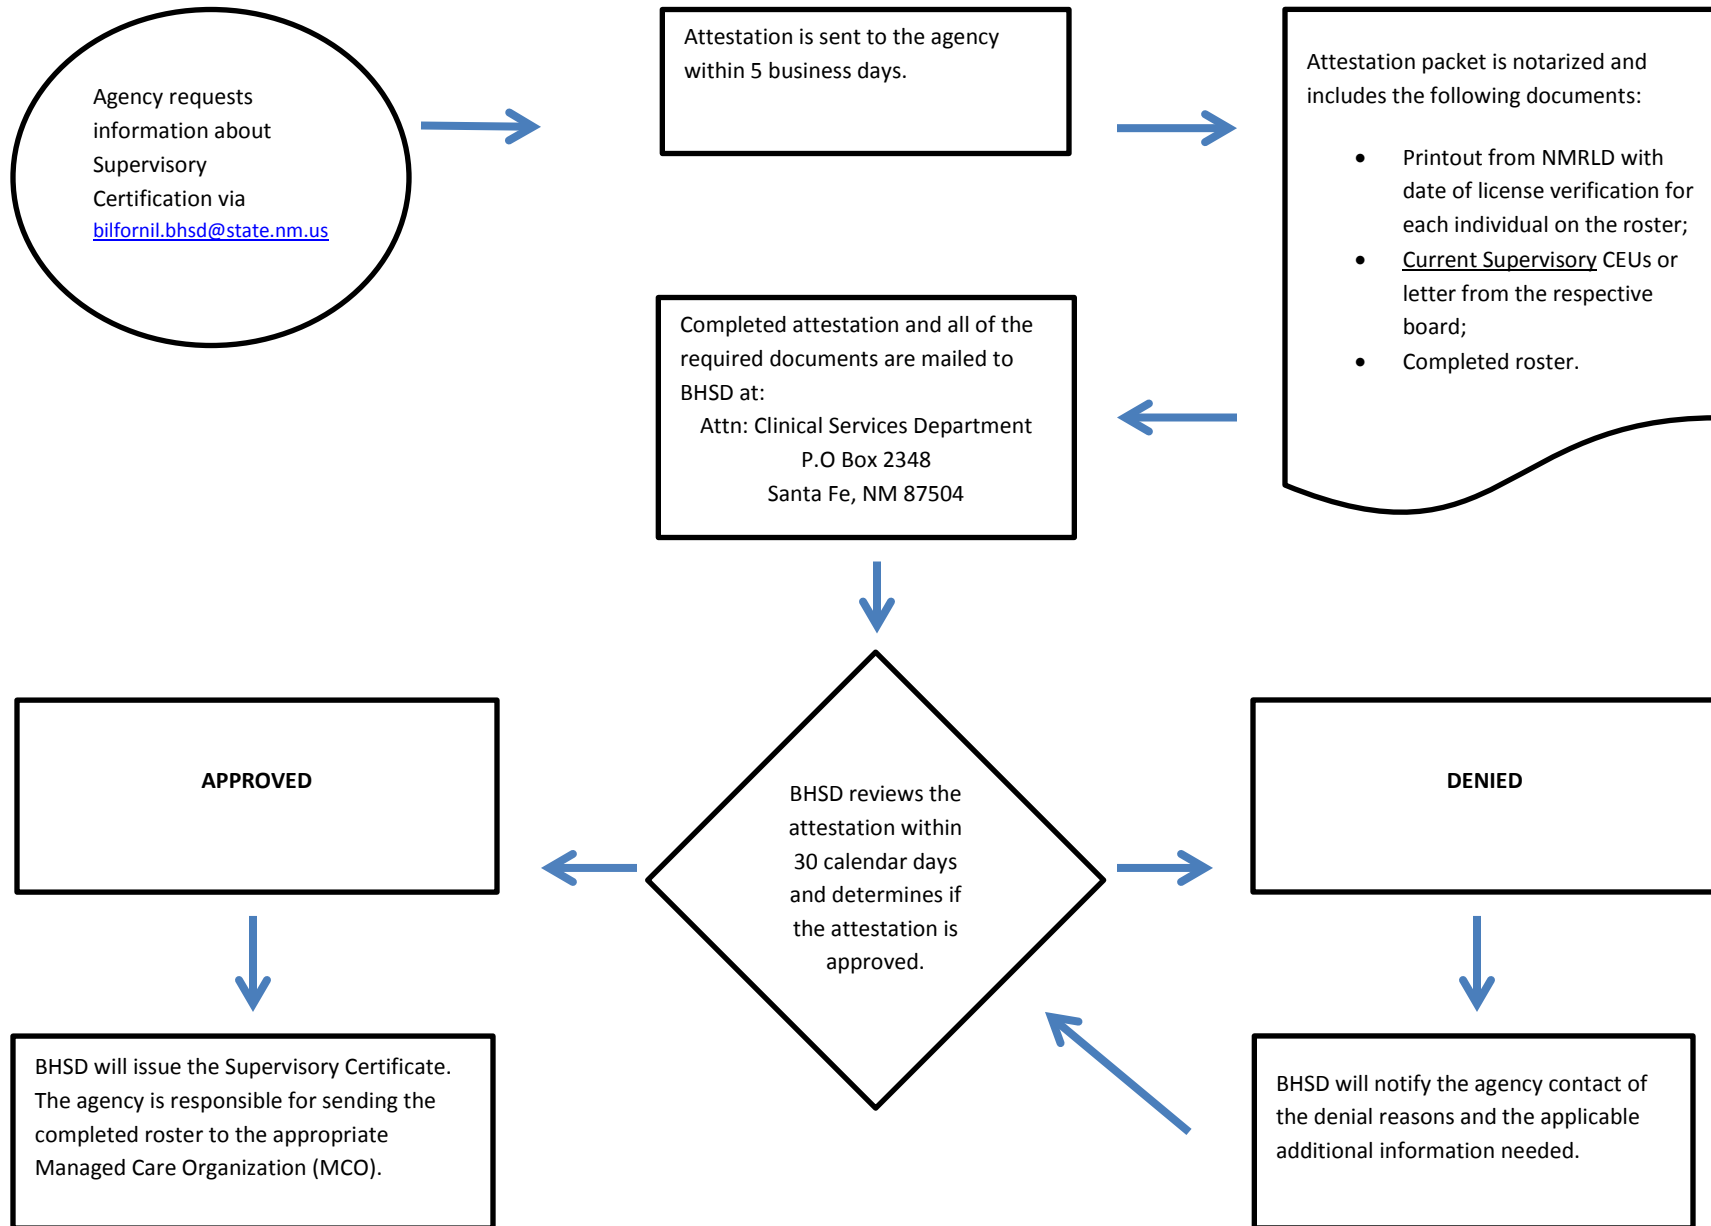 Agency requests
information about
Supervisory
Certification via
bilfornil.bhsd@state.nm.us
Attestation is sent to the agency
within 5 business days.
Attestation packet is notarized and
includes the following documents:
• Printout from NMRLD with
date of license verification for
each individual on the roster;
• Current Supervisory CEUs or
letter from the respective
board;
• Completed roster.
Completed attestation and all of the
required documents are mailed to
BHSD at:
Attn: Clinical Services Department
P.O Box 2348
Santa Fe, NM 87504
BHSD reviews the
attestation within
30 calendar days
and determines if
the attestation is
approved.
APPROVED
DENIED
BHSD will issue the Supervisory Certificate.
The agency is responsible for sending the
completed roster to the appropriate
Managed Care Organization (MCO).
BHSD will notify the agency contact of
the denial reasons and the applicable
additional information needed.